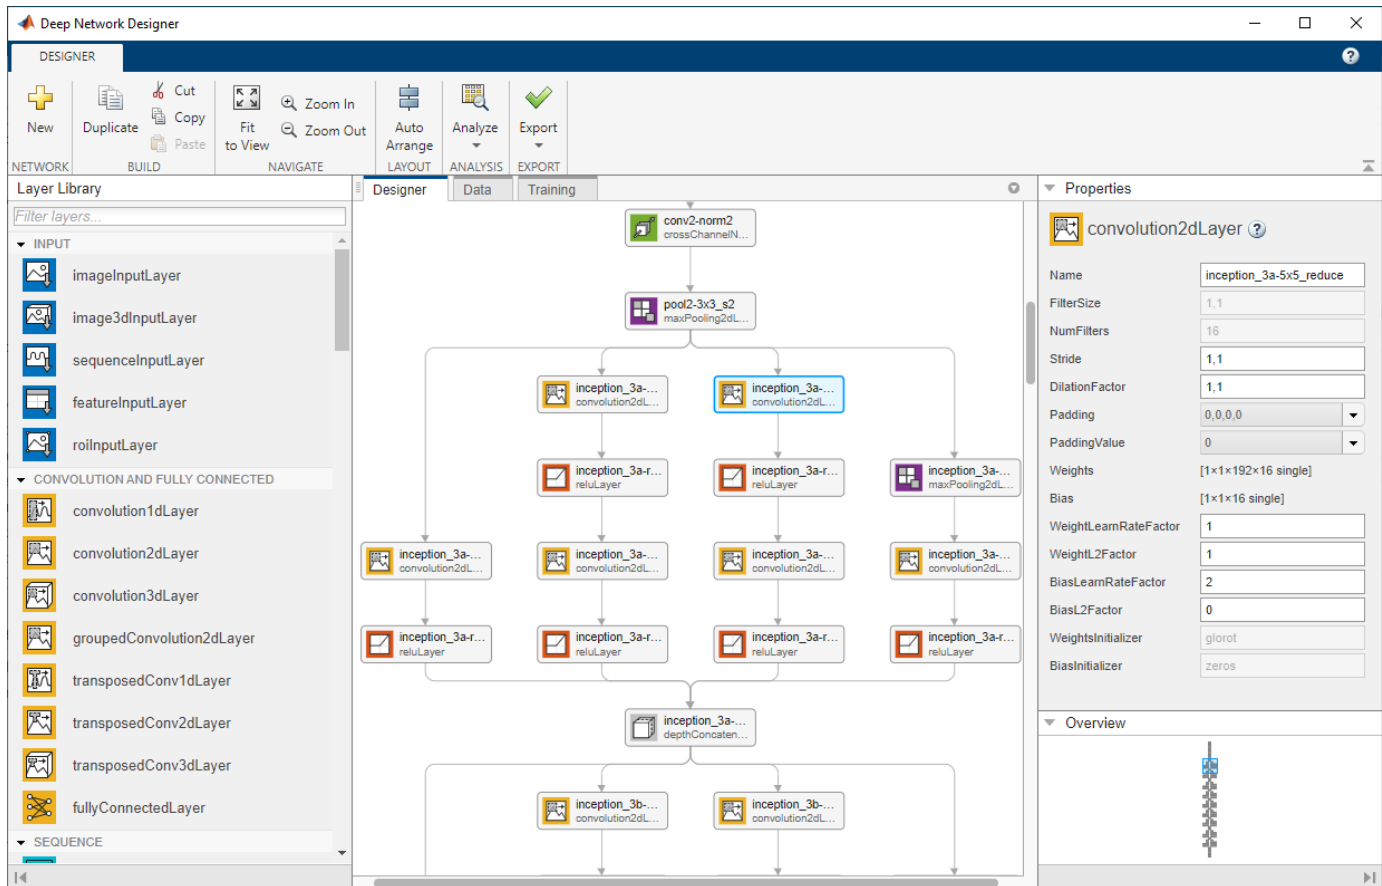 Deep Network Designer
DESIGNER
New
Duplicate
Cut
Copy
Paste
Fit
to View
Zoom In
Zoom Out
Auto
Arrange
Analyze
Export
NETWORK
BUILD
NAVIGATE
LAYOUT
ANALYSIS
EXPORT
Layer Library
Filter layers...
INPUT
imageInputLayer
image3dInputLayer
sequenceInputLayer
featureInputLayer
roiInputLayer
CONVOLUTION AND FULLY CONNECTED
convolution1dLayer
convolution2dLayer
convolution3dLayer
groupedConvolution2dLayer
transposedConv1dLayer
transposedConv2dLayer
transposedConv3dLayer
fullyConnectedLayer
SEQUENCE
Designer
Data
Training
conv2-norm2
crossChannelN...
pool2-3x3_s2
maxPooling2dL...
inception_3a-...
convolution2dL...
inception_3a-...
convolution2dL...
inception_3a-r...
reluLayer
inception_3a-r...
reluLayer
inception_3a-...
maxPooling2dL...
inception_3a-...
convolution2dL...
inception_3a-...
convolution2dL...
inception_3a-...
convolution2dL...
inception_3a-...
convolution2dL...
inception_3a-r...
reluLayer
inception_3a-r...
reluLayer
inception_3a-r...
reluLayer
inception_3a-r...
reluLayer
inception_3a-...
depthConcaten...
inception_3b-...
convolution2dL...
inception_3b-...
convolution2dL...
Properties
convolution2dLayer
Name inception_3a-5x5_reduce
FilterSize 1,1
NumFilters 16
Stride 1,1
DilationFactor 1,1
Padding 0,0,0,0
PaddingValue 0
Weights [1×1×192×16 single]
Bias [1×1×16 single]
WeightLearnRateFactor 1
WeightL2Factor 1
BiasLearnRateFactor 2
BiasL2Factor 0
WeightsInitializer glorot
BiasInitializer zeros
Overview